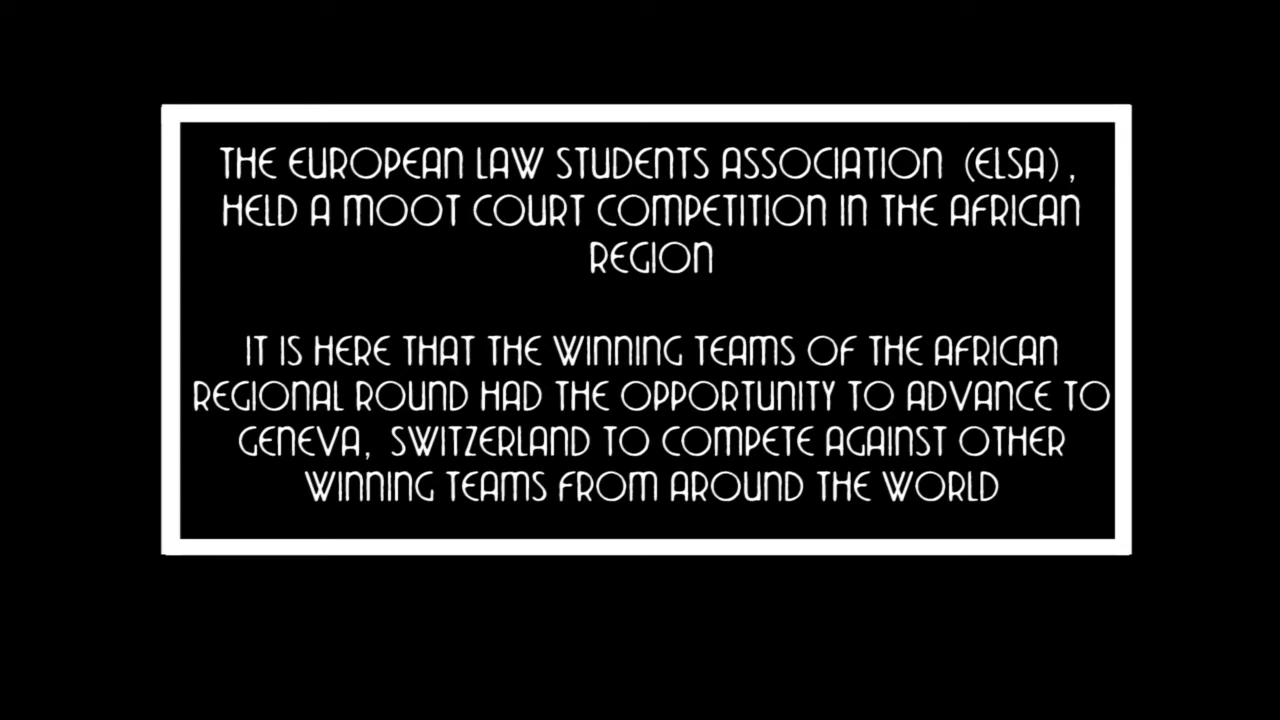 THE EUROPEAN LAW STUDENTS ASSOCIATION (ELSA) ,
HELD A MOOT COURT COMPETITION IN THE AFRICAN
REGION
IT IS HERE THAT THE WINNING TEAMS OF THE AFRICAN
REGIONAL ROUND HAD THE OPPORTUNITY TO ADVANCE TO
GENEVA, SWITZERLAND TO COMPETE AGAINST OTHER
WINNING TEAMS FROM AROUND THE WORLD